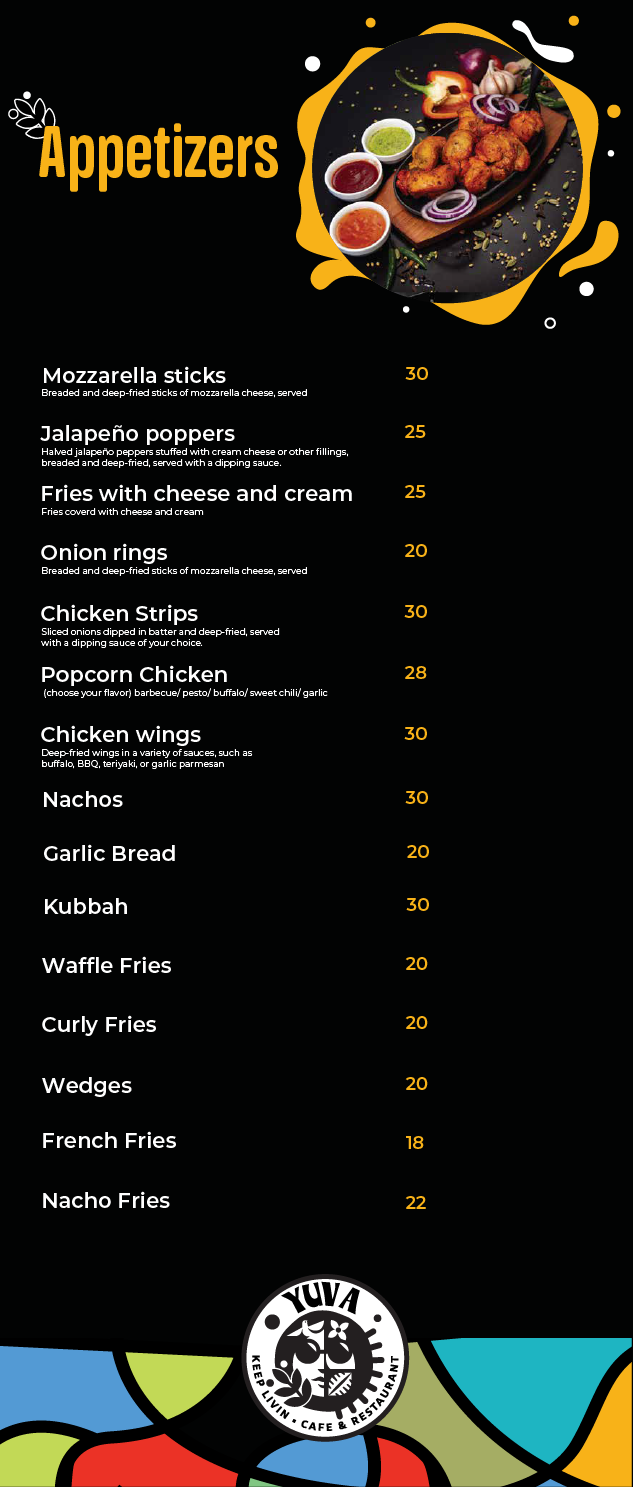 Appetizers
Mozzarella sticks 30
Breaded and deep-fried sticks of mozzarella cheese, served
Jalapeño poppers 25
Halved jalapeño peppers stuffed with cream cheese or other fillings,
breaded and deep-fried, served with a dipping sauce.
Fries with cheese and cream 25
Fries coverd with cheese and cream
Onion rings 20
Breaded and deep-fried sticks of mozzarella cheese, served
Chicken Strips 30
Sliced onions dipped in batter and deep-fried, served
with a dipping sauce of your choice.
Popcorn Chicken 28
(choose your flavor) barbecue/ pesto/ buffalo/ sweet chili/ garlic
Chicken wings 30
Deep-fried wings in a variety of sauces, such as
buffalo, BBQ, teriyaki, or garlic parmesan
Nachos 30
Garlic Bread 20
Kubbah 30
Waffle Fries 20
Curly Fries 20
Wedges 20
French Fries 18
Nacho Fries 22
YUVA
KEEP LIVIN • CAFE & RESTAURANT